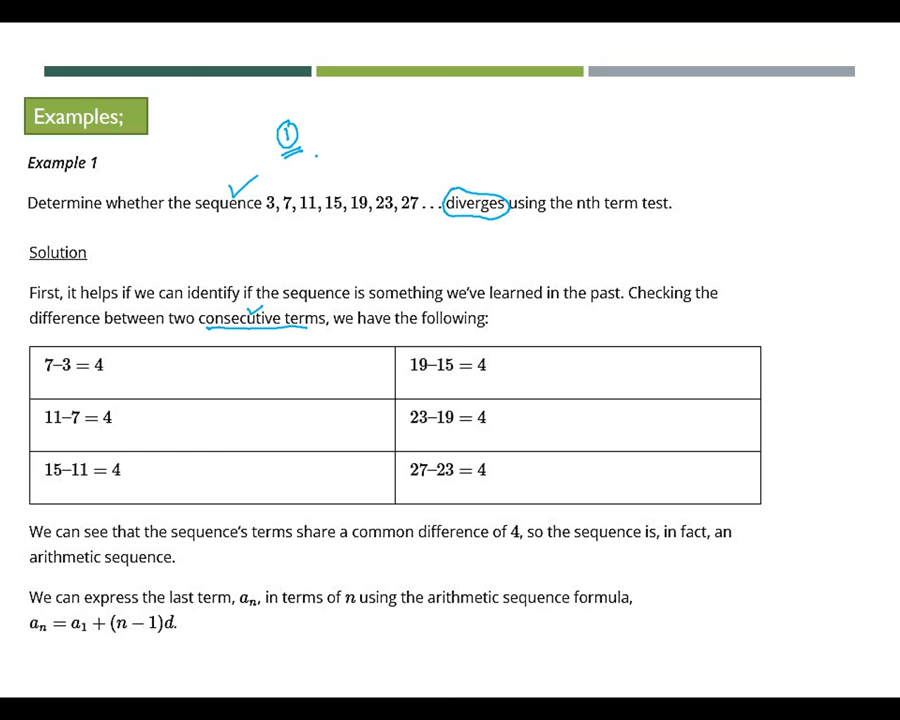 Examples;
①
Example 1
Determine whether the sequence 3, 7, 11, 15, 19, 23, 27 … diverges using the nth term test.
Solution
First, it helps if we can identify if the sequence is something we’ve learned in the past. Checking the
difference between two consecutive terms, we have the following:
7–3 = 4
19–15 = 4
11–7 = 4
23–19 = 4
15–11 = 4
27–23 = 4
We can see that the sequence’s terms share a common difference of 4, so the sequence is, in fact, an
arithmetic sequence.
We can express the last term, aₙ, in terms of n using the arithmetic sequence formula,
aₙ = a₁ + (n − 1)d.